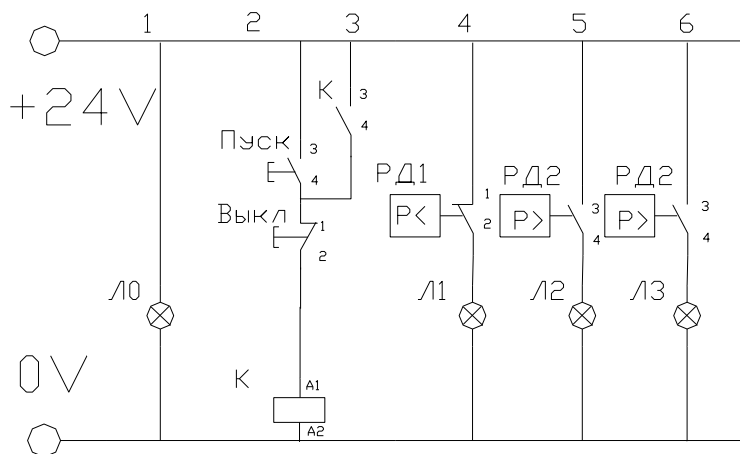 1 2 3 4 5 6
+24V
К 3
4
Пуск 3
4
Выкл 1
2
РД1 1
P< 2
РД2 3
P> 4
РД2 3
P> 4
Л0 Л1 Л2 Л3
0V
К A1
A2